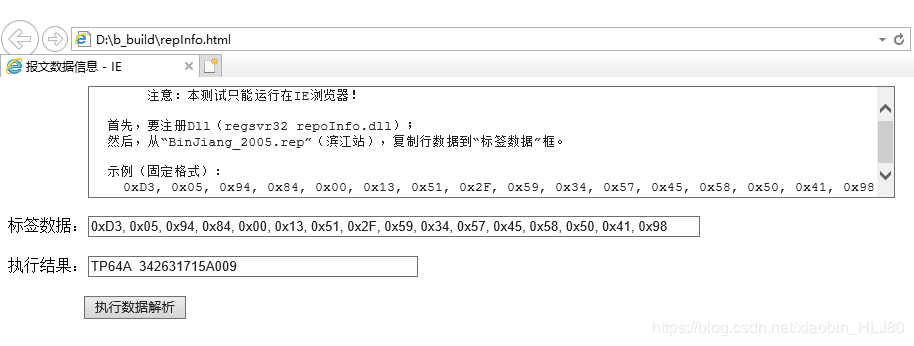 D:\b_build\repInfo.html
报文数据信息 - IE
注意：本测试只能运行在IE浏览器！
首先，要注册Dll（regsvr32 repoInfo.dll）；
然后，从“BinJiang_2005.rep”（滨江站），复制行数据到“标签数据”框。
示例（固定格式）：
0xD3, 0x05, 0x94, 0x84, 0x00, 0x13, 0x51, 0x2F, 0x59, 0x34, 0x57, 0x45, 0x58, 0x50, 0x41, 0x98
标签数据：0xD3, 0x05, 0x94, 0x84, 0x00, 0x13, 0x51, 0x2F, 0x59, 0x34, 0x57, 0x45, 0x58, 0x50, 0x41, 0x98
执行结果：TP64A  342631715A009
执行数据解析
https://blog.csdn.net/xiaobin_HLJ80